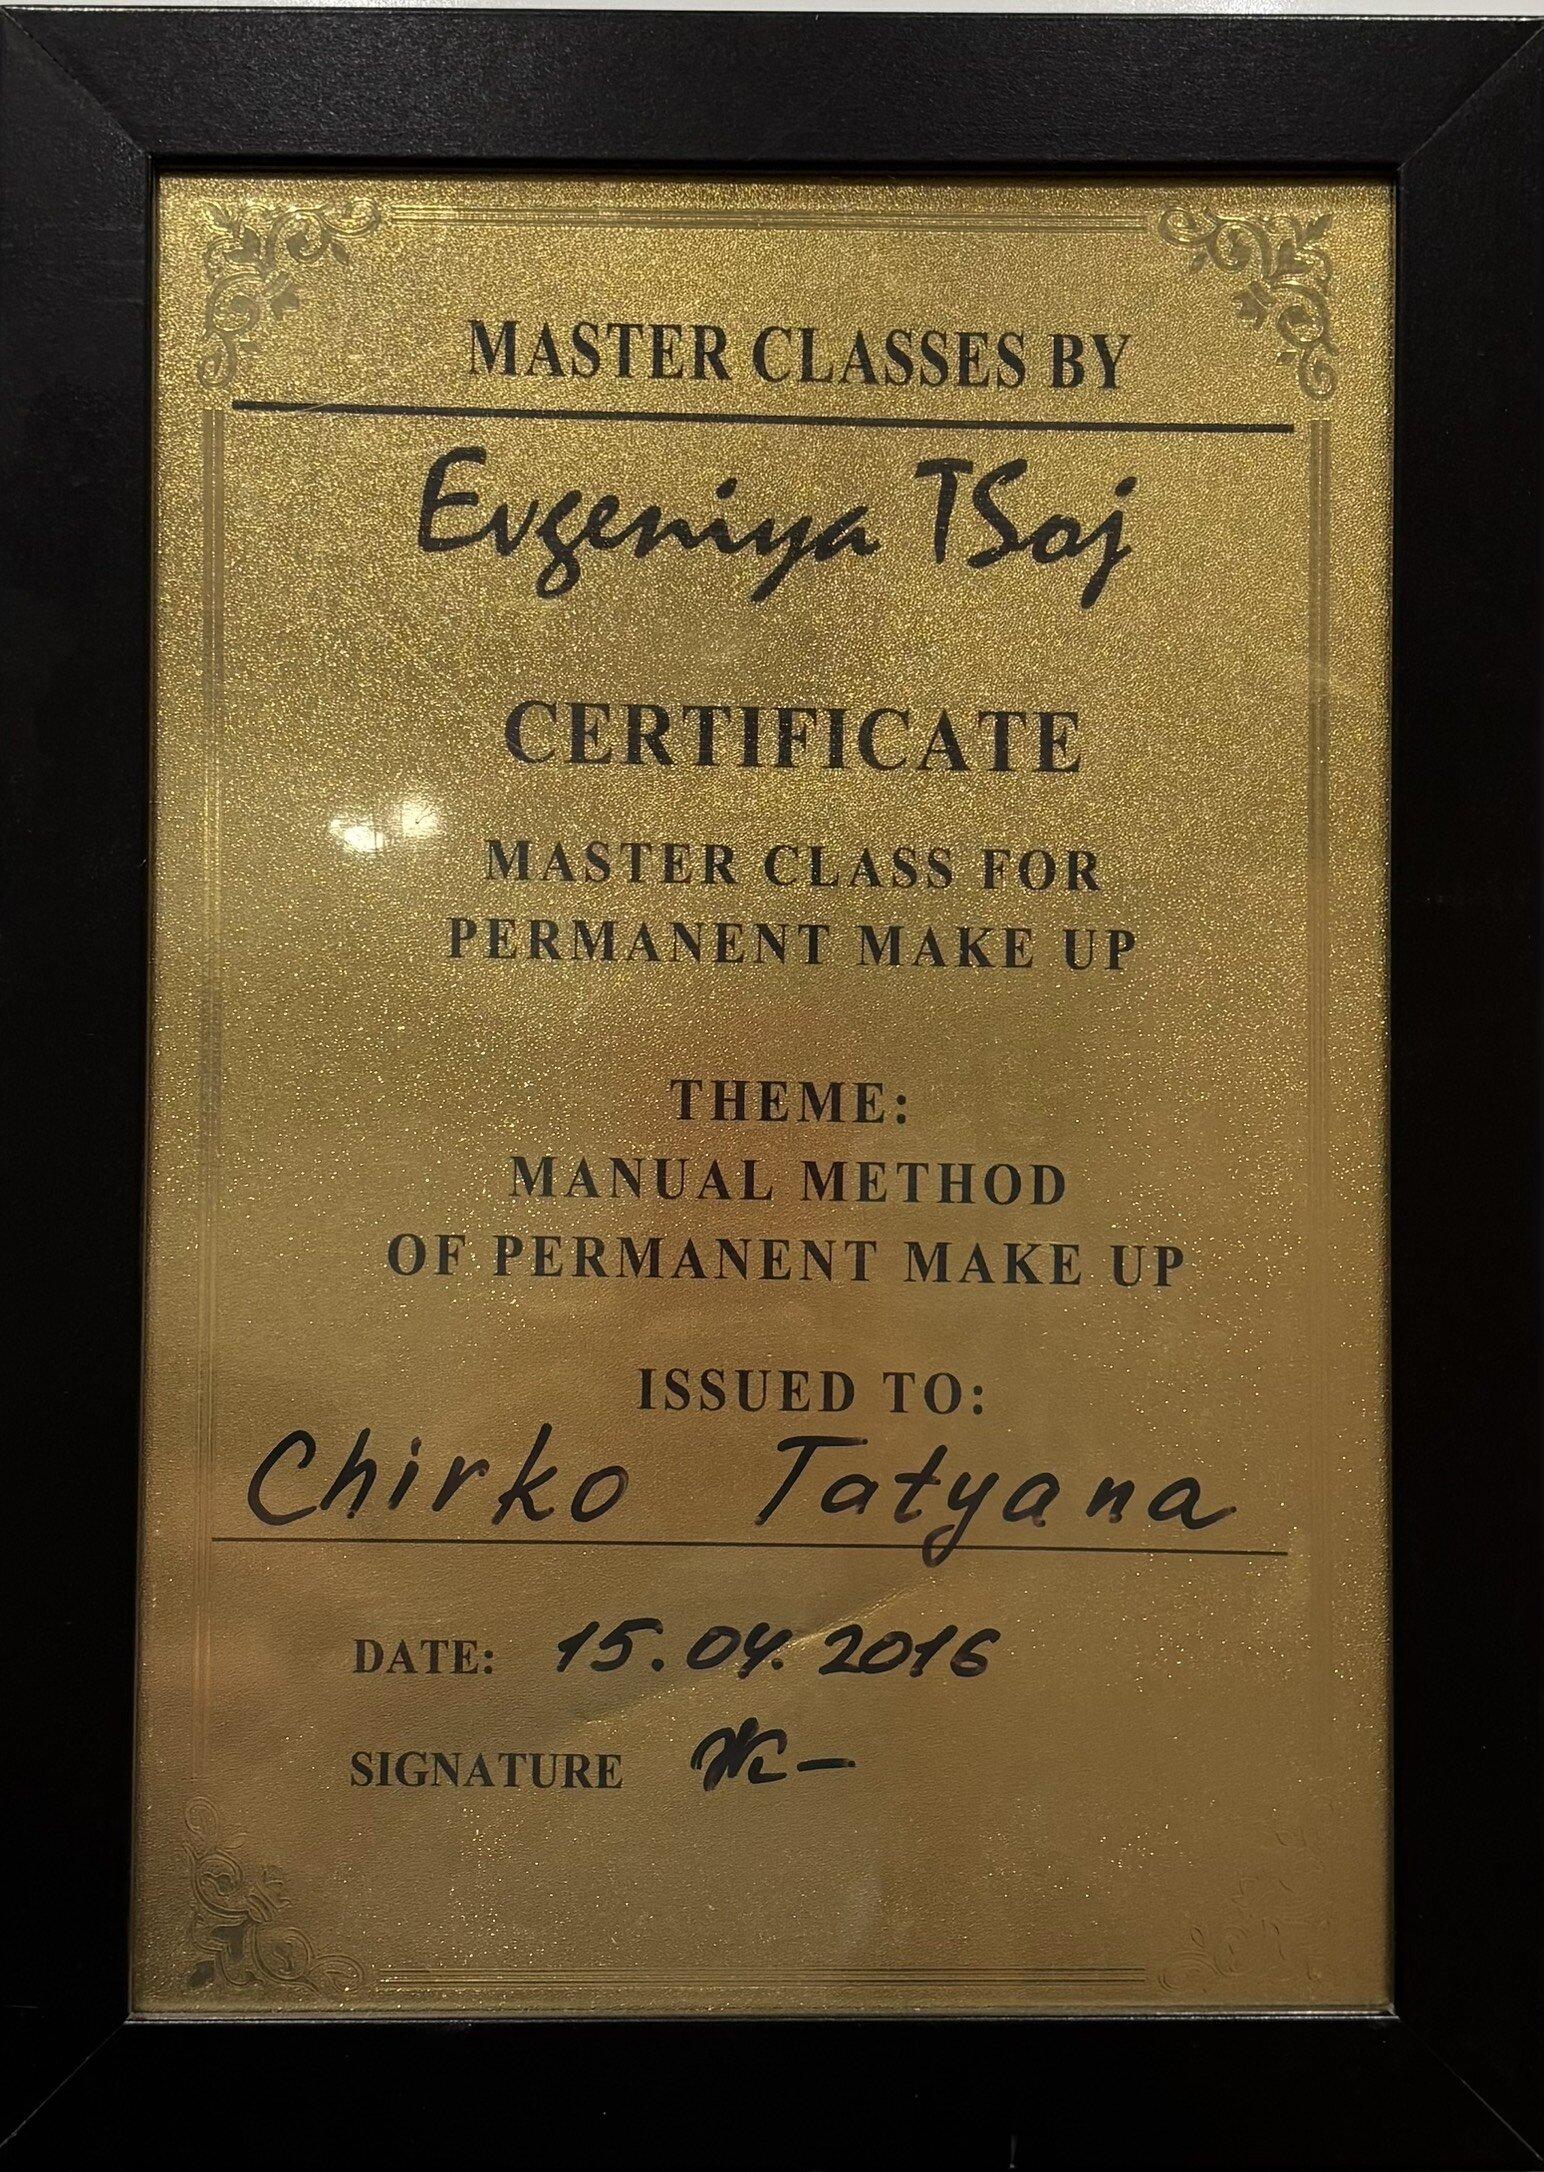 MASTER CLASSES BY
Evgeniya TSoj
CERTIFICATE
MASTER CLASS FOR
PERMANENT MAKE UP
THEME:
MANUAL METHOD
OF PERMANENT MAKE UP
ISSUED TO:
Chirko Tatyana
DATE: 15.04.2016
SIGNATURE